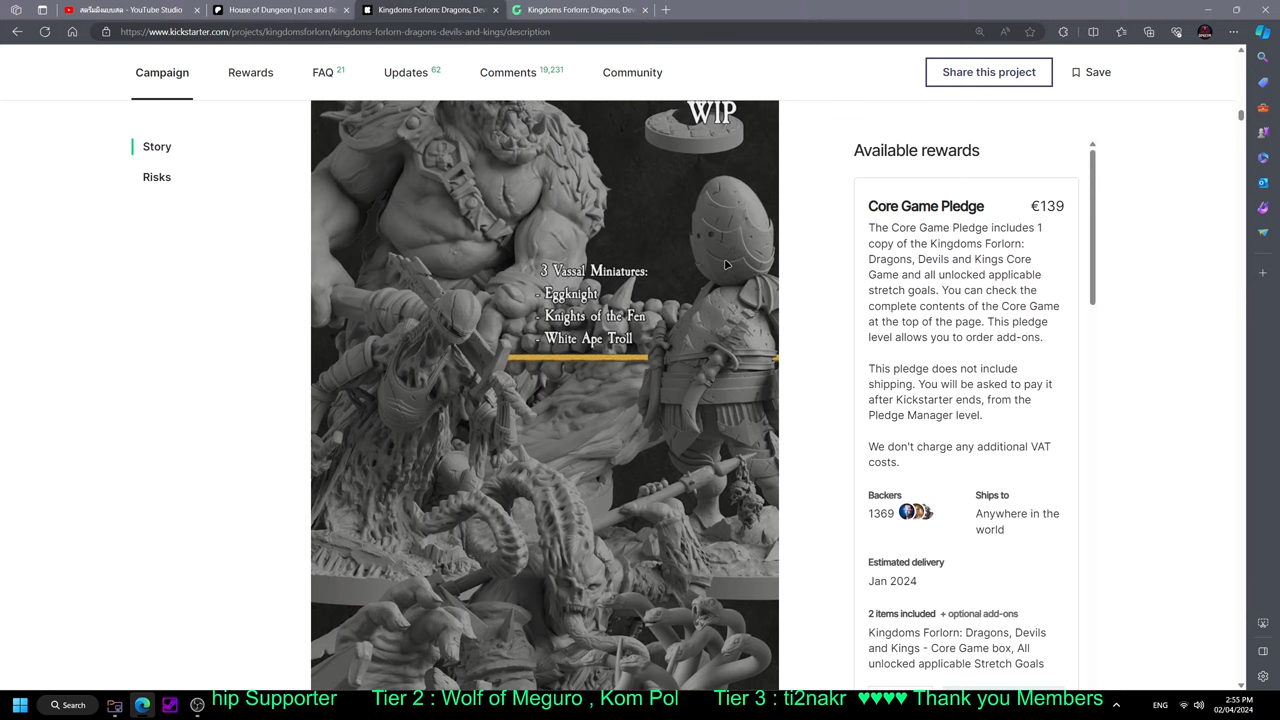 สตรีมมิ่งแบบสด - YouTube Studio
House of Dungeon | Lore and Re
Kingdoms Forlorn: Dragons, Dev
Kingdoms Forlorn: Dragons, Dev
https://www.kickstarter.com/projects/kingdomsforlorn/kingdoms-forlorn-dragons-devils-and-kings/description
Campaign
Rewards
FAQ 21
Updates 62
Comments 19,231
Community
Share this project
Save
Story
Risks
WIP
3 Vassal Miniatures:
- Eggknight
- Knights of the Fen
- White Ape Troll
Available rewards
Core Game Pledge €139
The Core Game Pledge includes 1
copy of the Kingdoms Forlorn:
Dragons, Devils and Kings Core
Game and all unlocked applicable
stretch goals. You can check the
complete contents of the Core Game
at the top of the page. This pledge
level allows you to order add-ons.
This pledge does not include
shipping. You will be asked to pay it
after Kickstarter ends, from the
Pledge Manager level.
We don't charge any additional VAT
costs.
Backers
1369
Ships to
Anywhere in the
world
Estimated delivery
Jan 2024
2 items included + optional add-ons
Kingdoms Forlorn: Dragons, Devils
and Kings - Core Game box, All
unlocked applicable Stretch Goals
hip Supporter Tier 2 : Wolf of Meguro , Kom Pol Tier 3 : ti2nakr ♥♥♥♥ Thank you Members
Search
ENG
2:55 PM
02/04/2024